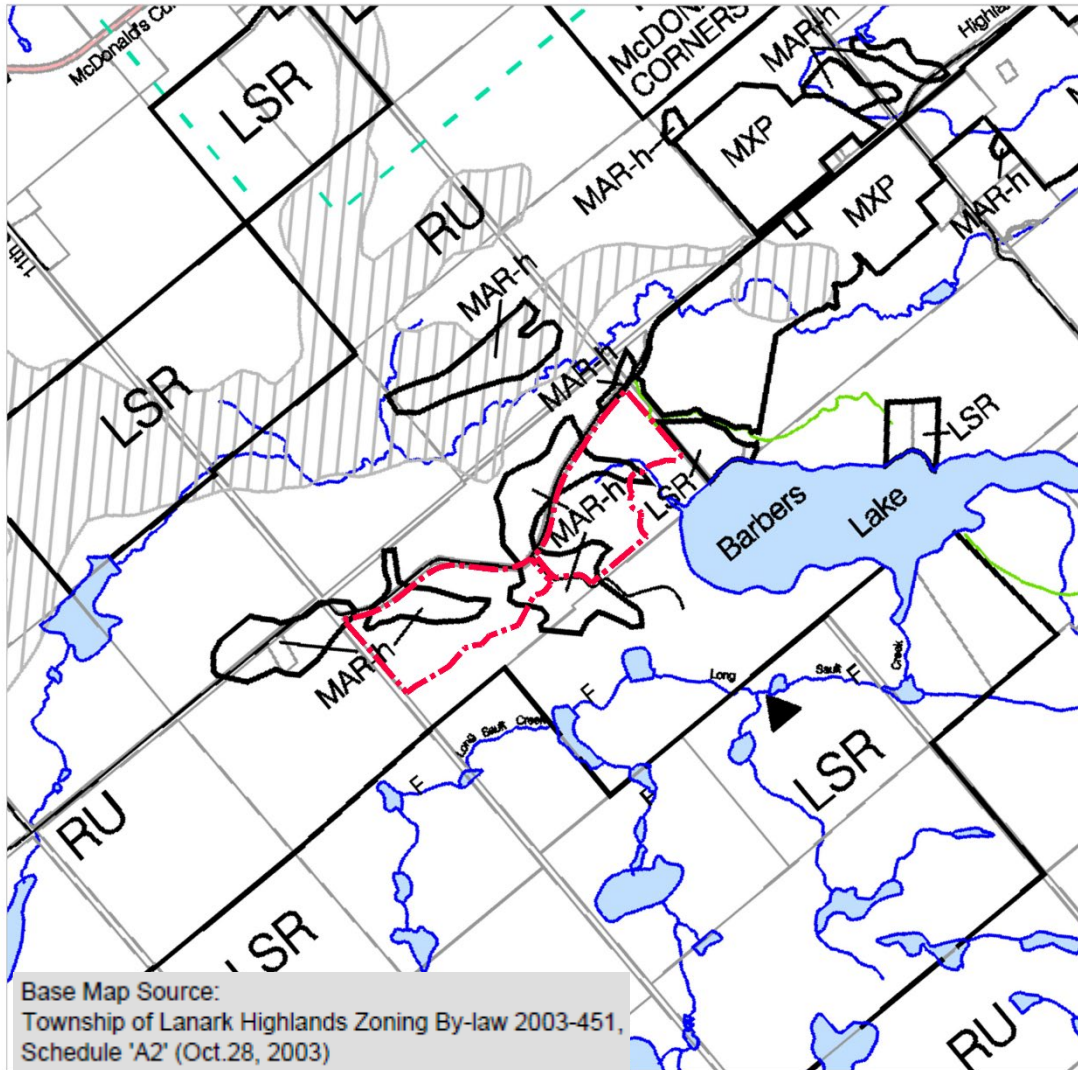 McDonald's Co
McDONA
CORNERS
MAR-h
Highla
LSR
MAR-h
MXP
M
RU
MXP
MAR-h
11th
MAR-h
LSR
MAR-h
LSR
MAR-h
LSR
Barbers Lake
MAR-h
Long Sault Creek
F
F
Long Sault Creek
F
F
LSR
RU
LSR
RU
Base Map Source:
Township of Lanark Highlands Zoning By-law 2003-451,
Schedule 'A2' (Oct.28, 2003)